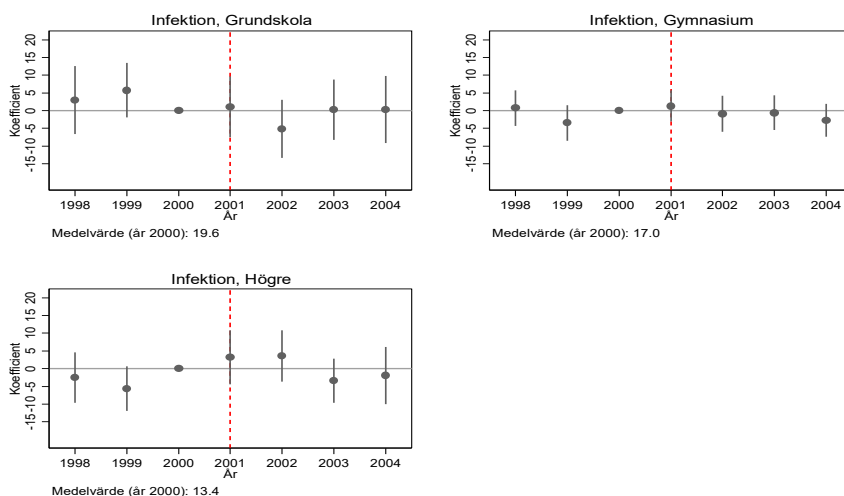 Infektion, Grundskola
Koefficient
20
15
10
5
0
-5
-10
-15
1998 1999 2000 2001 2002 2003 2004
År
Medelvärde (år 2000): 19.6
Infektion, Gymnasium
Koefficient
20
15
10
5
0
-5
-10
-15
1998 1999 2000 2001 2002 2003 2004
År
Medelvärde (år 2000): 17.0
Infektion, Högre
Koefficient
20
15
10
5
0
-5
-10
-15
1998 1999 2000 2001 2002 2003 2004
År
Medelvärde (år 2000): 13.4